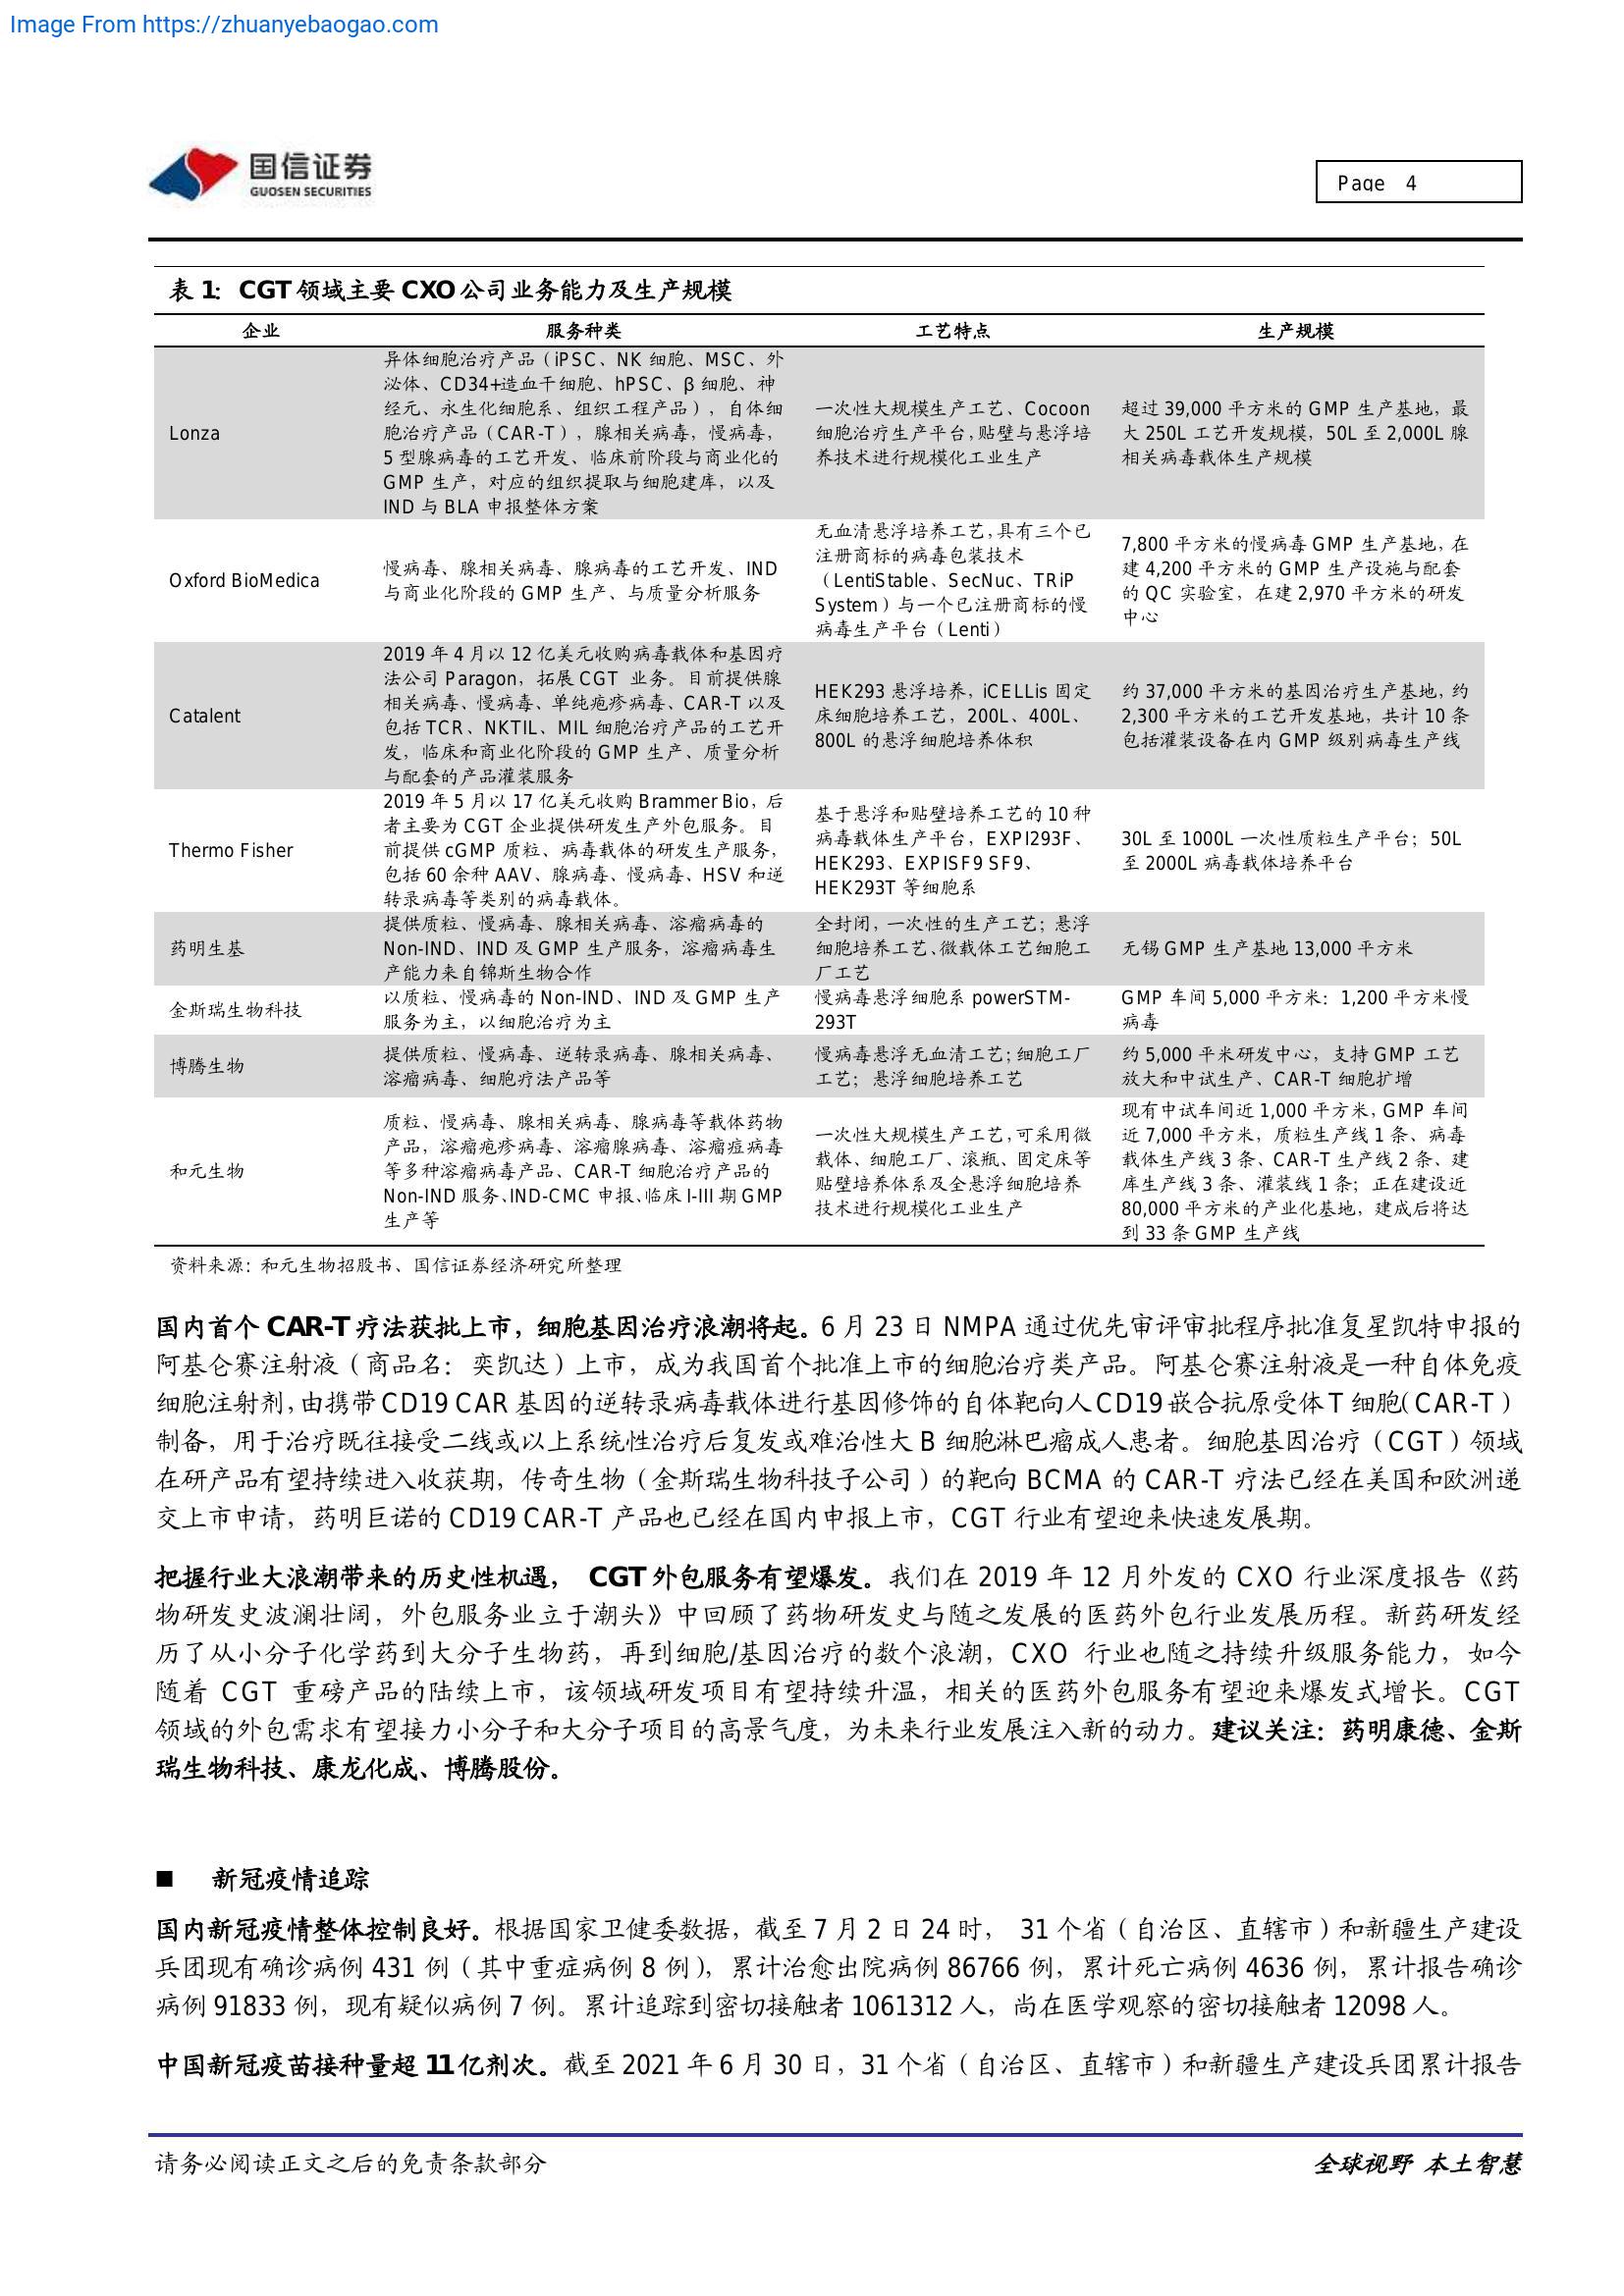 Image From https://zhuanyebaogao.com
国信证券
GUOSEN SECURITIES
Page 4
表 1：CGT 领域主要 CXO 公司业务能力及生产规模
企业 服务种类 工艺特点 生产规模
Lonza
异体细胞治疗产品（iPSC、NK 细胞、MSC、外
泌体、CD34+造血干细胞、hPSC、β 细胞、神
经元、永生化细胞系、组织工程产品），自体细
胞治疗产品（CAR-T），腺相关病毒，慢病毒，
5 型腺病毒的工艺开发、临床前阶段与商业化的
GMP 生产，对应的组织提取与细胞建库，以及
IND 与 BLA 申报整体方案
一次性大规模生产工艺、Cocoon
细胞治疗生产平台，贴壁与悬浮培
养技术进行规模化工业生产
超过 39,000 平方米的 GMP 生产基地，最
大 250L 工艺开发规模，50L 至 2,000L 腺
相关病毒载体生产规模
Oxford BioMedica
慢病毒、腺相关病毒、腺病毒的工艺开发、IND
与商业化阶段的 GMP 生产、与质量分析服务
无血清悬浮培养工艺，具有三个已
注册商标的病毒包装技术
（LentiStable、SecNuc、TRiP
System）与一个已注册商标的慢
病毒生产平台（Lenti）
7,800 平方米的慢病毒 GMP 生产基地，在
建 4,200 平方米的 GMP 生产设施与配套
的 QC 实验室，在建 2,970 平方米的研发
中心
Catalent
2019 年 4 月以 12 亿美元收购病毒载体和基因疗
法公司 Paragon，拓展 CGT 业务。目前提供腺
相关病毒、慢病毒、单纯疱疹病毒、CAR-T 以及
包括 TCR、NKTIL、MIL 细胞治疗产品的工艺开
发，临床和商业化阶段的 GMP 生产、质量分析
与配套的产品灌装服务
HEK293 悬浮培养，iCELLis 固定
床细胞培养工艺，200L、400L、
800L 的悬浮细胞培养体积
约 37,000 平方米的基因治疗生产基地，约
2,300 平方米的工艺开发基地，共计 10 条
包括灌装设备在内 GMP 级别病毒生产线
Thermo Fisher
2019 年 5 月以 17 亿美元收购 Brammer Bio，后
者主要为 CGT 企业提供研发生产外包服务。目
前提供 cGMP 质粒、病毒载体的研发生产服务，
包括 60 余种 AAV、腺病毒、慢病毒、HSV 和逆
转录病毒等类别的病毒载体。
基于悬浮和贴壁培养工艺的 10 种
病毒载体生产平台，EXPI293F、
HEK293、EXPISF9 SF9、
HEK293T 等细胞系
30L 至 1000L 一次性质粒生产平台；50L
至 2000L 病毒载体培养平台
药明生基
提供质粒、慢病毒、腺相关病毒、溶瘤病毒的
Non-IND、IND 及 GMP 生产服务，溶瘤病毒生
产能力来自锦斯生物合作
全封闭，一次性的生产工艺；悬浮
细胞培养工艺、微载体工艺细胞工
厂工艺
无锡 GMP 生产基地 13,000 平方米
金斯瑞生物科技
以质粒、慢病毒的 Non-IND、IND 及 GMP 生产
服务为主，以细胞治疗为主
慢病毒悬浮细胞系 powerSTM-
293T
GMP 车间 5,000 平方米：1,200 平方米慢
病毒
博腾生物
提供质粒、慢病毒、逆转录病毒、腺相关病毒、
溶瘤病毒、细胞疗法产品等
慢病毒悬浮无血清工艺；细胞工厂
工艺；悬浮细胞培养工艺
约 5,000 平米研发中心，支持 GMP 工艺
放大和中试生产、CAR-T 细胞扩增
和元生物
质粒、慢病毒、腺相关病毒、腺病毒等载体药物
产品，溶瘤疱疹病毒、溶瘤腺病毒、溶瘤痘病毒
等多种溶瘤病毒产品、CAR-T 细胞治疗产品的
Non-IND 服务、IND-CMC 申报、临床 I-III 期 GMP
生产等
一次性大规模生产工艺，可采用微
载体、细胞工厂、滚瓶、固定床等
贴壁培养体系及全悬浮细胞培养
技术进行规模化工业生产
现有中试车间近 1,000 平方米，GMP 车间
近 7,000 平方米，质粒生产线 1 条、病毒
载体生产线 3 条、CAR-T 生产线 2 条、建
库生产线 3 条、灌装线 1 条；正在建设近
80,000 平方米的产业化基地，建成后将达
到 33 条 GMP 生产线
资料来源：和元生物招股书、国信证券经济研究所整理
国内首个 CAR-T 疗法获批上市，细胞基因治疗浪潮将起。6 月 23 日 NMPA 通过优先审评审批程序批准复星凯特申报的
阿基仑赛注射液（商品名：奕凯达）上市，成为我国首个批准上市的细胞治疗类产品。阿基仑赛注射液是一种自体免疫
细胞注射剂，由携带 CD19 CAR 基因的逆转录病毒载体进行基因修饰的自体靶向人 CD19 嵌合抗原受体 T 细胞（CAR-T）
制备，用于治疗既往接受二线或以上系统性治疗后复发或难治性大 B 细胞淋巴瘤成人患者。细胞基因治疗（CGT）领域
在研产品有望持续进入收获期，传奇生物（金斯瑞生物科技子公司）的靶向 BCMA 的 CAR-T 疗法已经在美国和欧洲递
交上市申请，药明巨诺的 CD19 CAR-T 产品也已经在国内申报上市，CGT 行业有望迎来快速发展期。
把握行业大浪潮带来的历史性机遇， CGT 外包服务有望爆发。我们在 2019 年 12 月外发的 CXO 行业深度报告《药
物研发史波澜壮阔，外包服务业立于潮头》中回顾了药物研发史与随之发展的医药外包行业发展历程。新药研发经
历了从小分子化学药到大分子生物药，再到细胞/基因治疗的数个浪潮，CXO 行业也随之持续升级服务能力，如今
随着 CGT 重磅产品的陆续上市，该领域研发项目有望持续升温，相关的医药外包服务有望迎来爆发式增长。CGT
领域的外包需求有望接力小分子和大分子项目的高景气度，为未来行业发展注入新的动力。建议关注：药明康德、金斯
瑞生物科技、康龙化成、博腾股份。
■ 新冠疫情追踪
国内新冠疫情整体控制良好。根据国家卫健委数据，截至 7 月 2 日 24 时， 31 个省（自治区、直辖市）和新疆生产建设
兵团现有确诊病例 431 例（其中重症病例 8 例），累计治愈出院病例 86766 例，累计死亡病例 4636 例，累计报告确诊
病例 91833 例，现有疑似病例 7 例。累计追踪到密切接触者 1061312 人，尚在医学观察的密切接触者 12098 人。
中国新冠疫苗接种量超 11 亿剂次。截至 2021 年 6 月 30 日，31 个省（自治区、直辖市）和新疆生产建设兵团累计报告
请务必阅读正文之后的免责条款部分
全球视野 本土智慧